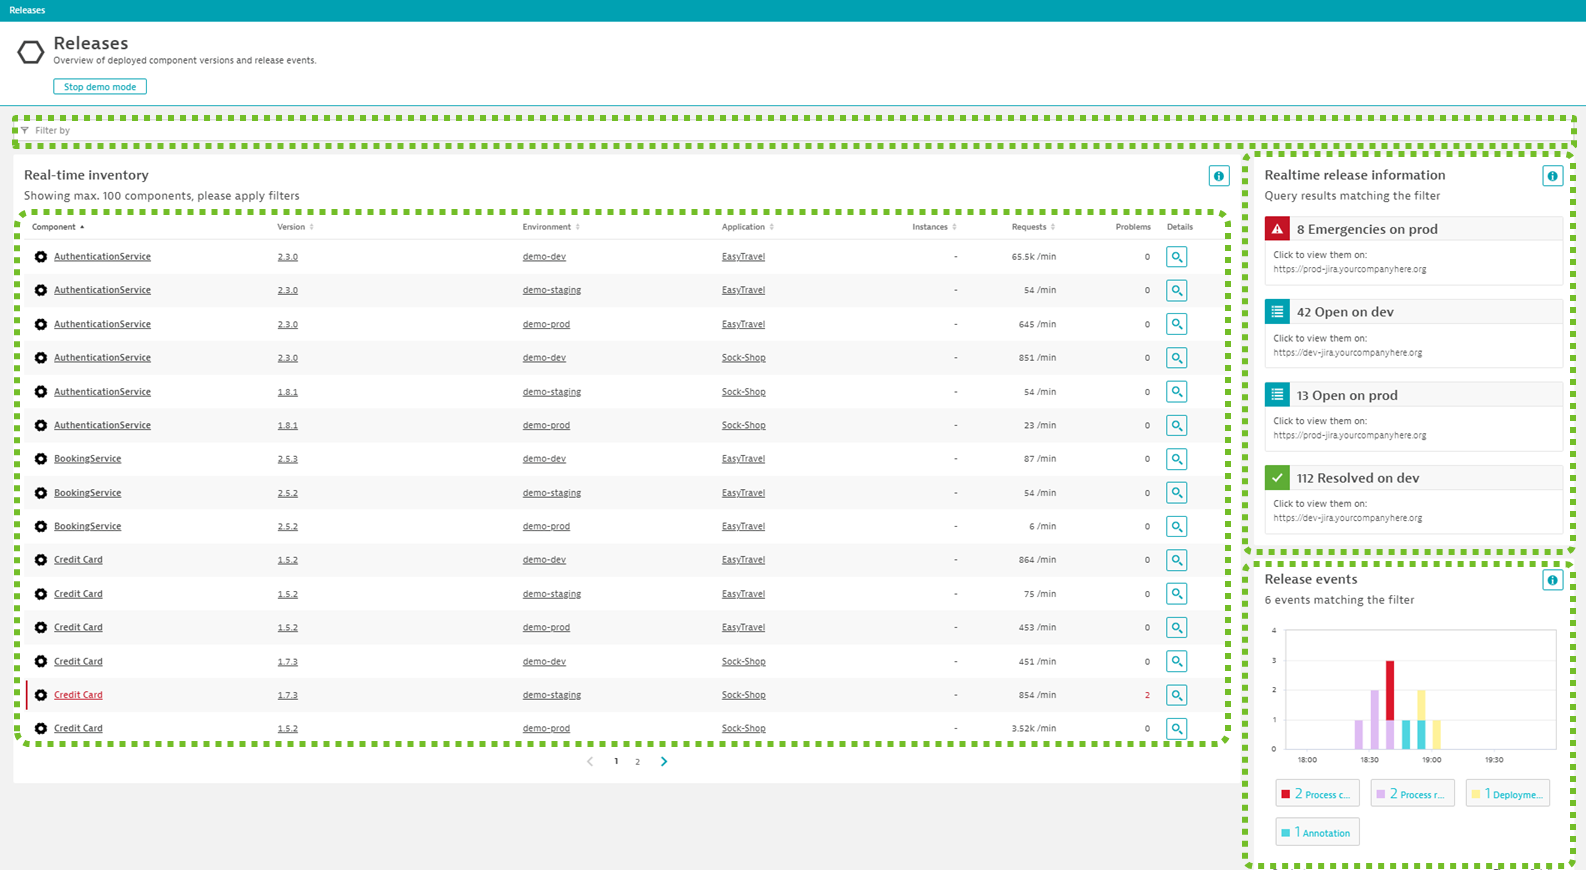 Releases
Releases
Overview of deployed component versions and release events.
Stop demo mode
Filter by
Real-time inventory
Showing max. 100 components, please apply filters
Component Version Environment Application Instances Requests Problems Details
AuthenticationService 2.3.0 demo-dev EasyTravel - 65.5k /min 0
AuthenticationService 2.3.0 demo-staging EasyTravel - 54 /min 0
AuthenticationService 2.3.0 demo-prod EasyTravel - 645 /min 0
AuthenticationService 2.3.0 demo-dev Sock-Shop - 851 /min 0
AuthenticationService 1.8.1 demo-staging Sock-Shop - 54 /min 0
AuthenticationService 1.8.1 demo-prod Sock-Shop - 23 /min 0
BookingService 2.5.3 demo-dev EasyTravel - 87 /min 0
BookingService 2.5.2 demo-staging EasyTravel - 54 /min 0
BookingService 2.5.2 demo-prod EasyTravel - 6 /min 0
Credit Card 1.5.2 demo-dev EasyTravel - 864 /min 0
Credit Card 1.5.2 demo-staging EasyTravel - 75 /min 0
Credit Card 1.5.2 demo-prod EasyTravel - 453 /min 0
Credit Card 1.7.3 demo-dev Sock-Shop - 451 /min 0
Credit Card 1.7.3 demo-staging Sock-Shop - 854 /min 2
Credit Card 1.5.2 demo-prod Sock-Shop - 3.52k /min 0
1 2
Realtime release information
Query results matching the filter
8 Emergencies on prod
Click to view them on:
https://prod-jira.yourcompanyhere.org
42 Open on dev
Click to view them on:
https://dev-jira.yourcompanyhere.org
13 Open on prod
Click to view them on:
https://prod-jira.yourcompanyhere.org
112 Resolved on dev
Click to view them on:
https://dev-jira.yourcompanyhere.org
Release events
6 events matching the filter
4
3
2
1
0
18:00 18:30 19:00 19:30
2 Process c... 2 Process r... 1 Deployme...
1 Annotation